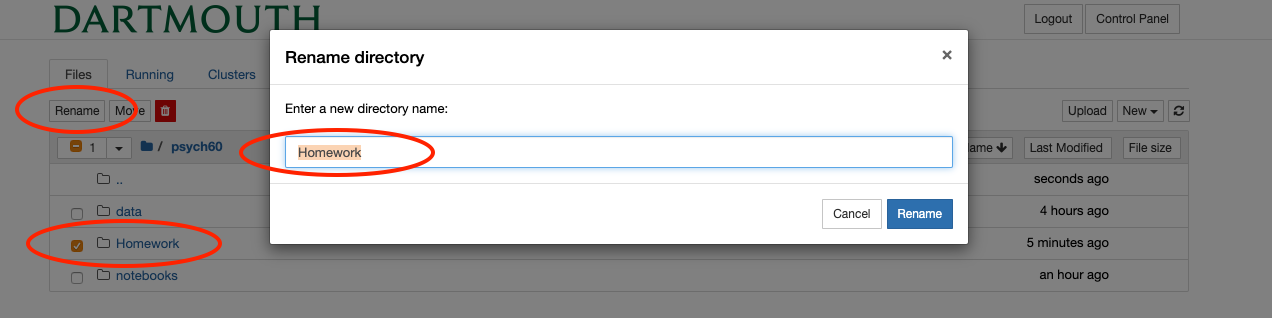 DARTMOUTH
Logout
Control Panel
Rename directory
×
Files
Running
Clusters
Enter a new directory name:
Rename
Move
Upload
New
Homework
1
/ psych60
Last Modified
File size
..
seconds ago
data
4 hours ago
Cancel
Rename
Homework
5 minutes ago
notebooks
an hour ago